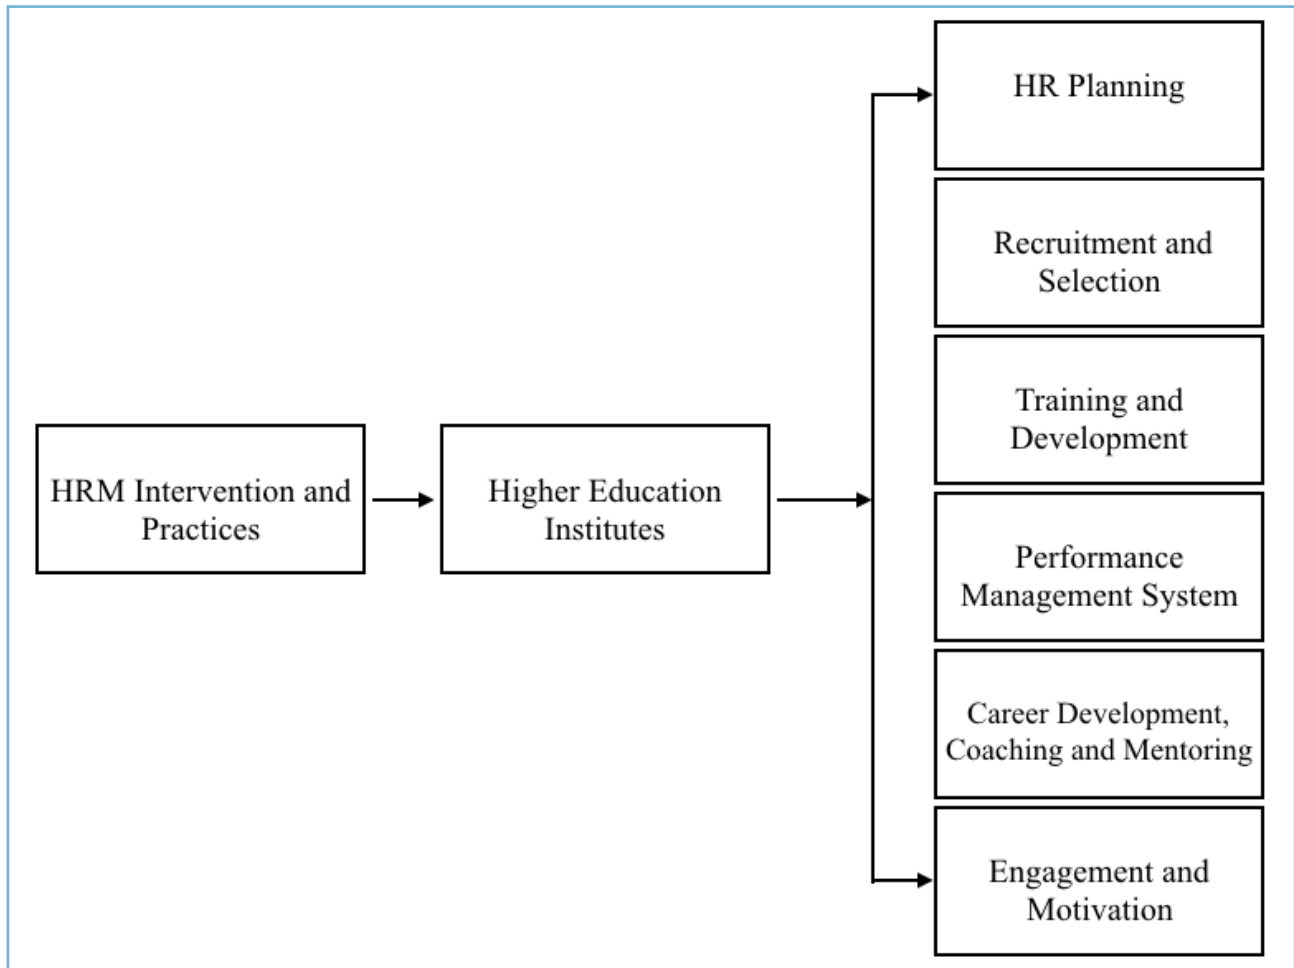 HR Planning
Recruitment and
Selection
Training and
Development
HRM Intervention and
Practices
Higher Education
Institutes
Performance
Management System
Career Development,
Coaching and Mentoring
Engagement and
Motivation